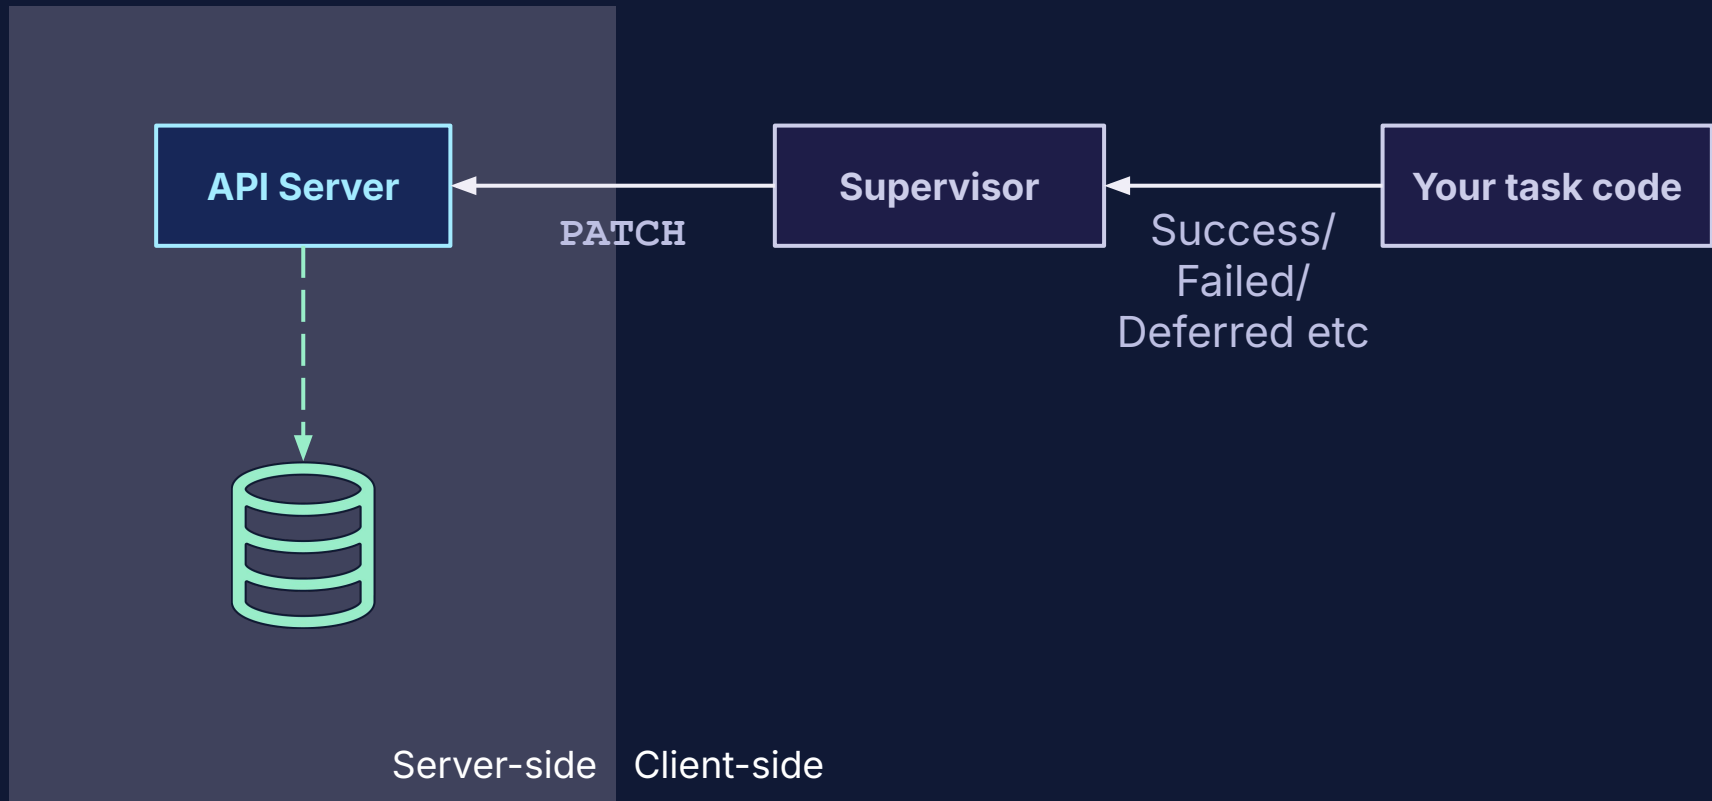 API Server
PATCH
Supervisor
Success/
Failed/
Deferred etc
Your task code
Server-side
Client-side